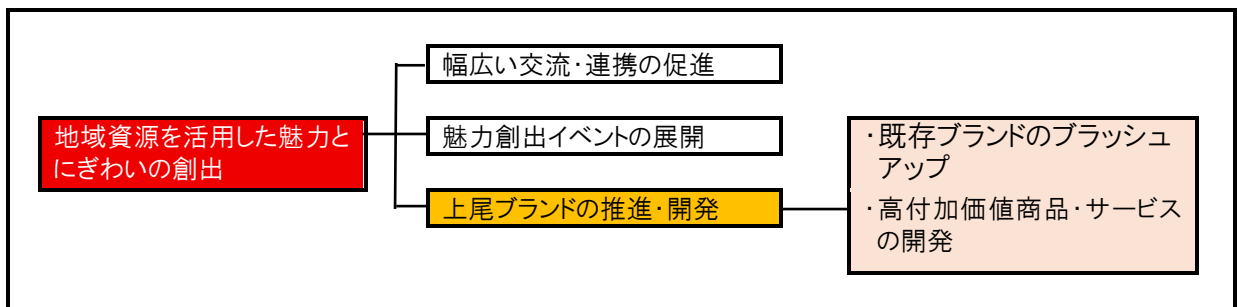 幅広い交流･連携の促進
地域資源を活用した魅力と
にぎわいの創出
魅力創出イベントの展開
上尾ブランドの推進･開発
･既存ブランドのブラッシュ
アップ
･高付加価値商品･サービス
の開発